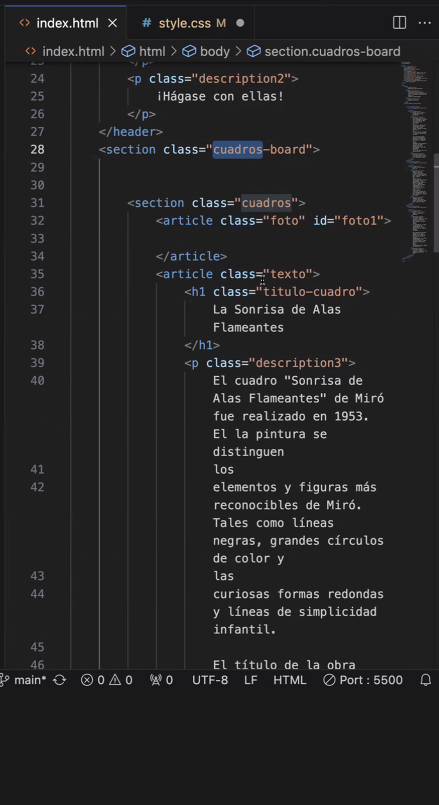 index.html
style.css M
index.html > html > body > section.cuadros-board
23 </p>
24 <p class="description2">
25 ¡Hágase con ellas!
26 </p>
27 </header>
28 <section class="cuadros-board">
29
30
31 <section class="cuadros">
32 <article class="foto" id="foto1">
33
34 </article>
35 <article class="texto">
36 <h1 class="titulo-cuadro">
37 La Sonrisa de Alas
Flameantes
38 </h1>
39 <p class="description3">
40 El cuadro "Sonrisa de
Alas Flameantes" de Miró
fue realizado en 1953.
El la pintura se
distinguen
41 los
42 elementos y figuras más
reconocibles de Miró.
Tales como líneas
negras, grandes círculos
de color y
43 las
44 curiosas formas redondas
y líneas de simplicidad
infantil.
45
46 El título de la obra
main* 0 0 0 UTF-8 LF HTML Port : 5500